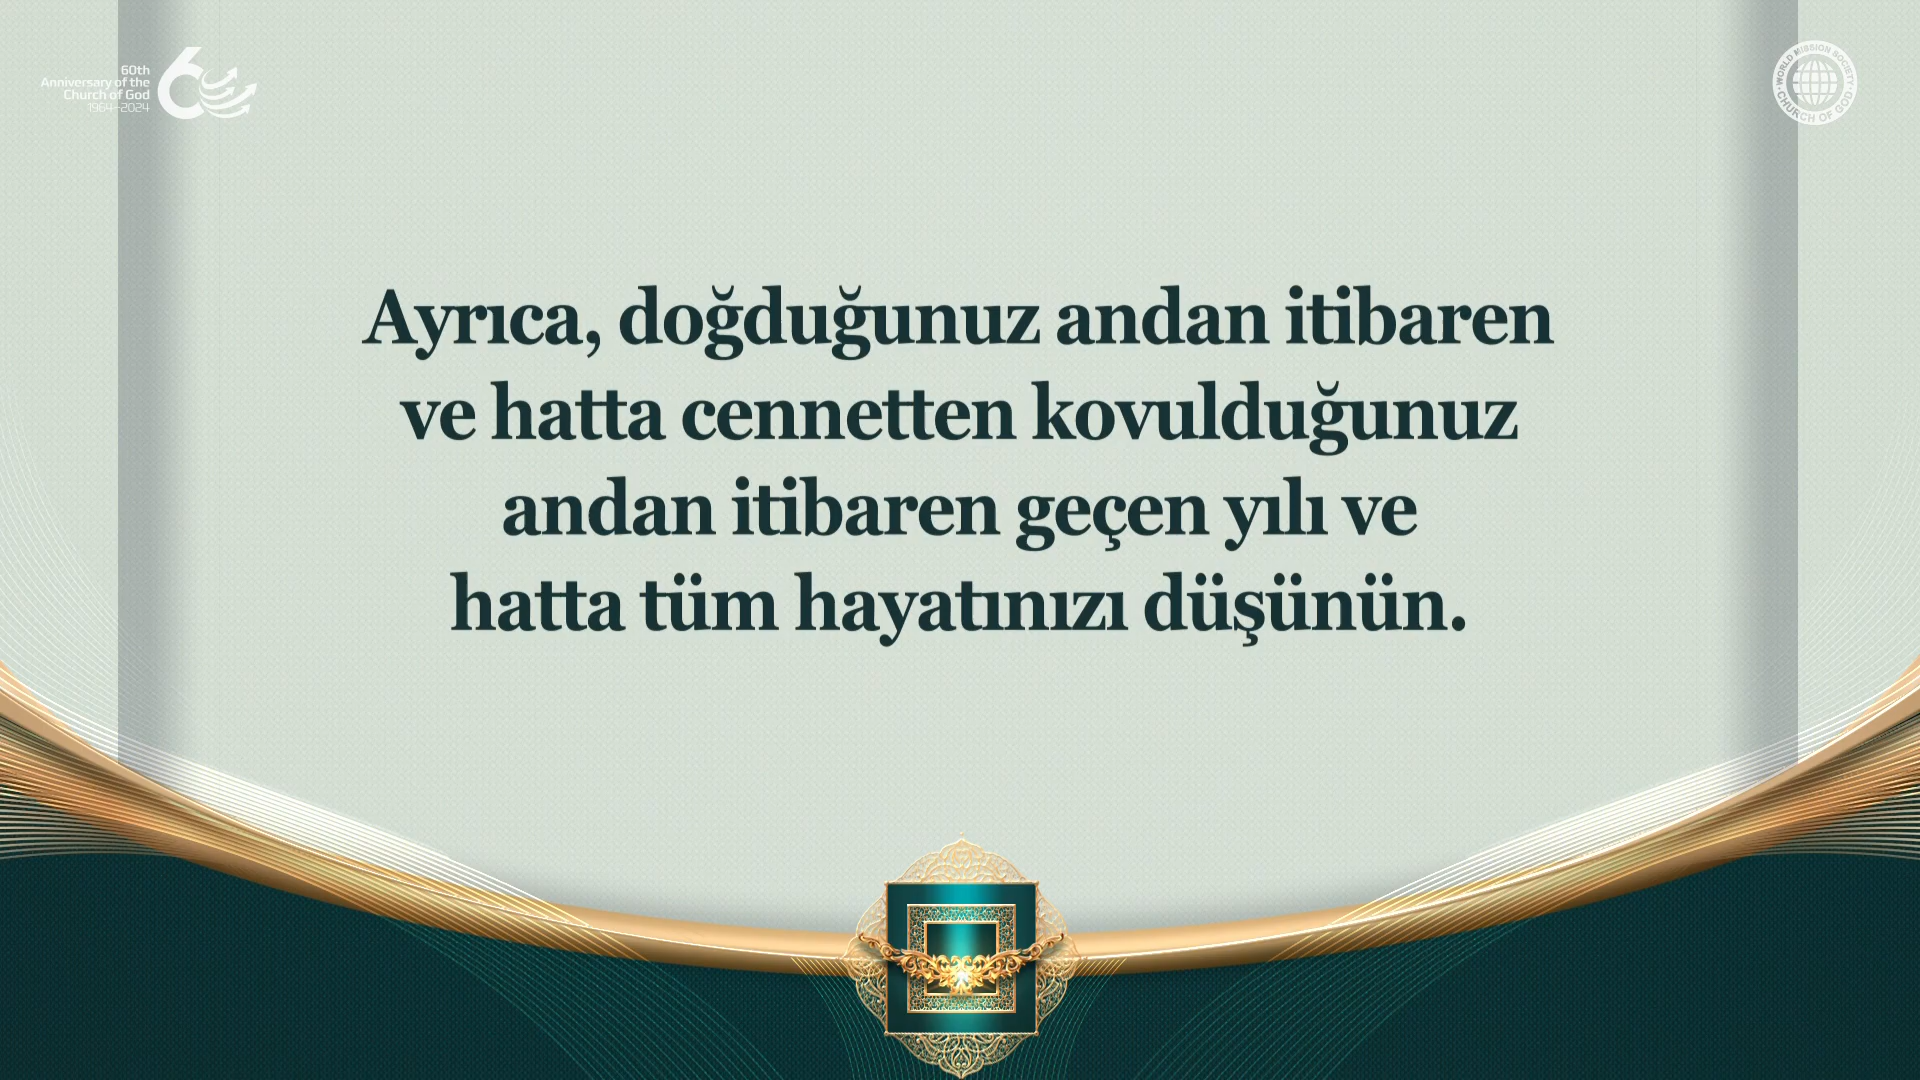 60th
Anniversary of the
Church of God
1964–2024
WORLD MISSION SOCIETY
CHURCH OF GOD
Ayrıca, doğduğunuz andan itibaren
ve hatta cennetten kovulduğunuz
andan itibaren geçen yılı ve
hatta tüm hayatınızı düşünün.